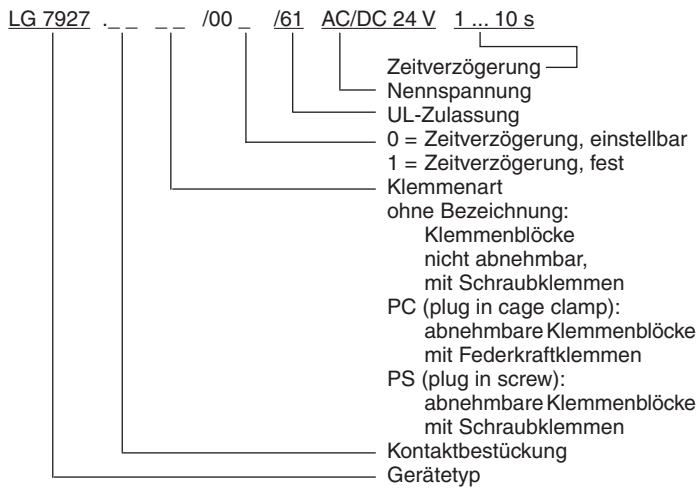 LG 7927 ._ _ _ _ /00 _ /61 AC/DC 24 V 1 ... 10 s
Zeitverzögerung
Nennspannung
UL-Zulassung
0 = Zeitverzögerung, einstellbar
1 = Zeitverzögerung, fest
Klemmenart
ohne Bezeichnung:
Klemmenblöcke
nicht abnehmbar,
mit Schraubklemmen
PC (plug in cage clamp):
abnehmbare Klemmenblöcke
mit Federkraftklemmen
PS (plug in screw):
abnehmbare Klemmenblöcke
mit Schraubklemmen
Kontaktbestückung
Gerätetyp